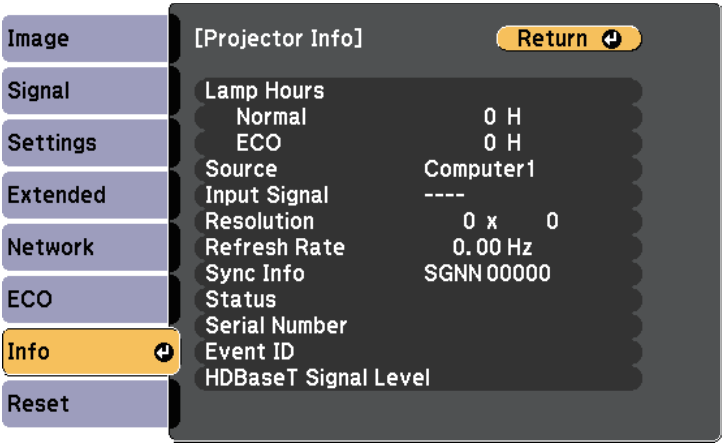 Image
Signal
Settings
Extended
Network
ECO
Info
Reset
[Projector Info]
Return
Lamp Hours
Normal 0 H
ECO 0 H
Source Computer1
Input Signal ----
Resolution 0 x 0
Refresh Rate 0.00 Hz
Sync Info SGNN 00000
Status
Serial Number
Event ID
HDBaseT Signal Level